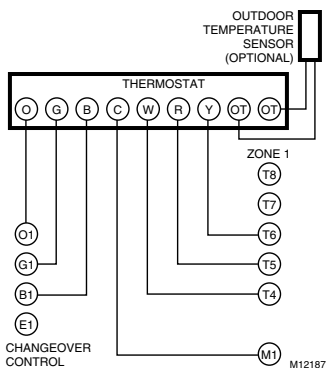 OUTDOOR
TEMPERATURE
SENSOR
(OPTIONAL)
THERMOSTAT
O G B C W R Y OT OT
ZONE 1
T8
T7
O1 T6
G1 T5
B1 T4
E1
CHANGEOVER
CONTROL
M1
M12187